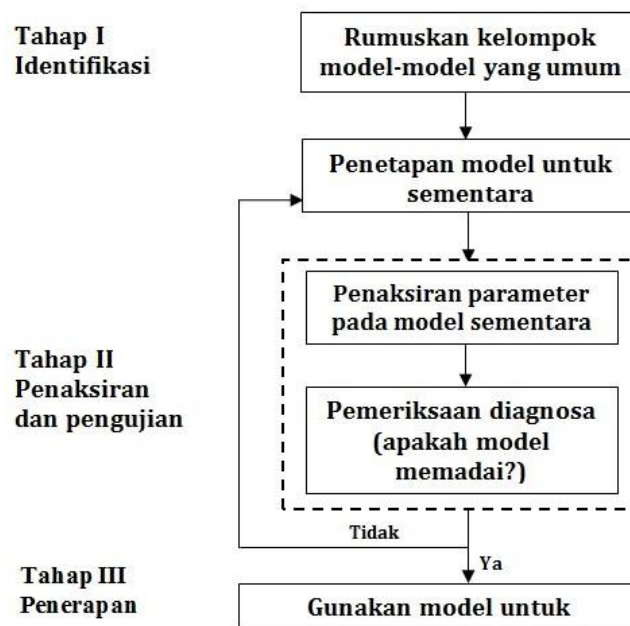 Tahap I
Identifikasi
Rumuskan kelompok
model-model yang umum
Penetapan model untuk
sementara
Tahap II
Penaksiran
dan pengujian
Penaksiran parameter
pada model sementara
Pemeriksaan diagnosa
(apakah model
memadai?)
Tidak
Ya
Tahap III
Penerapan
Gunakan model untuk